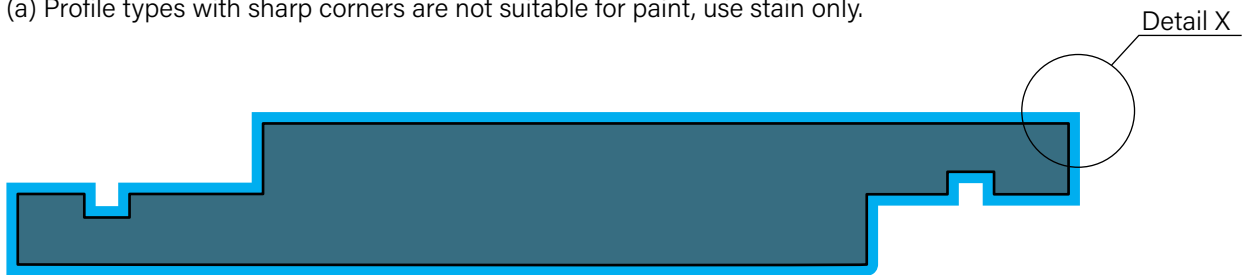 (a) Profile types with sharp corners are not suitable for paint, use stain only.
Detail X